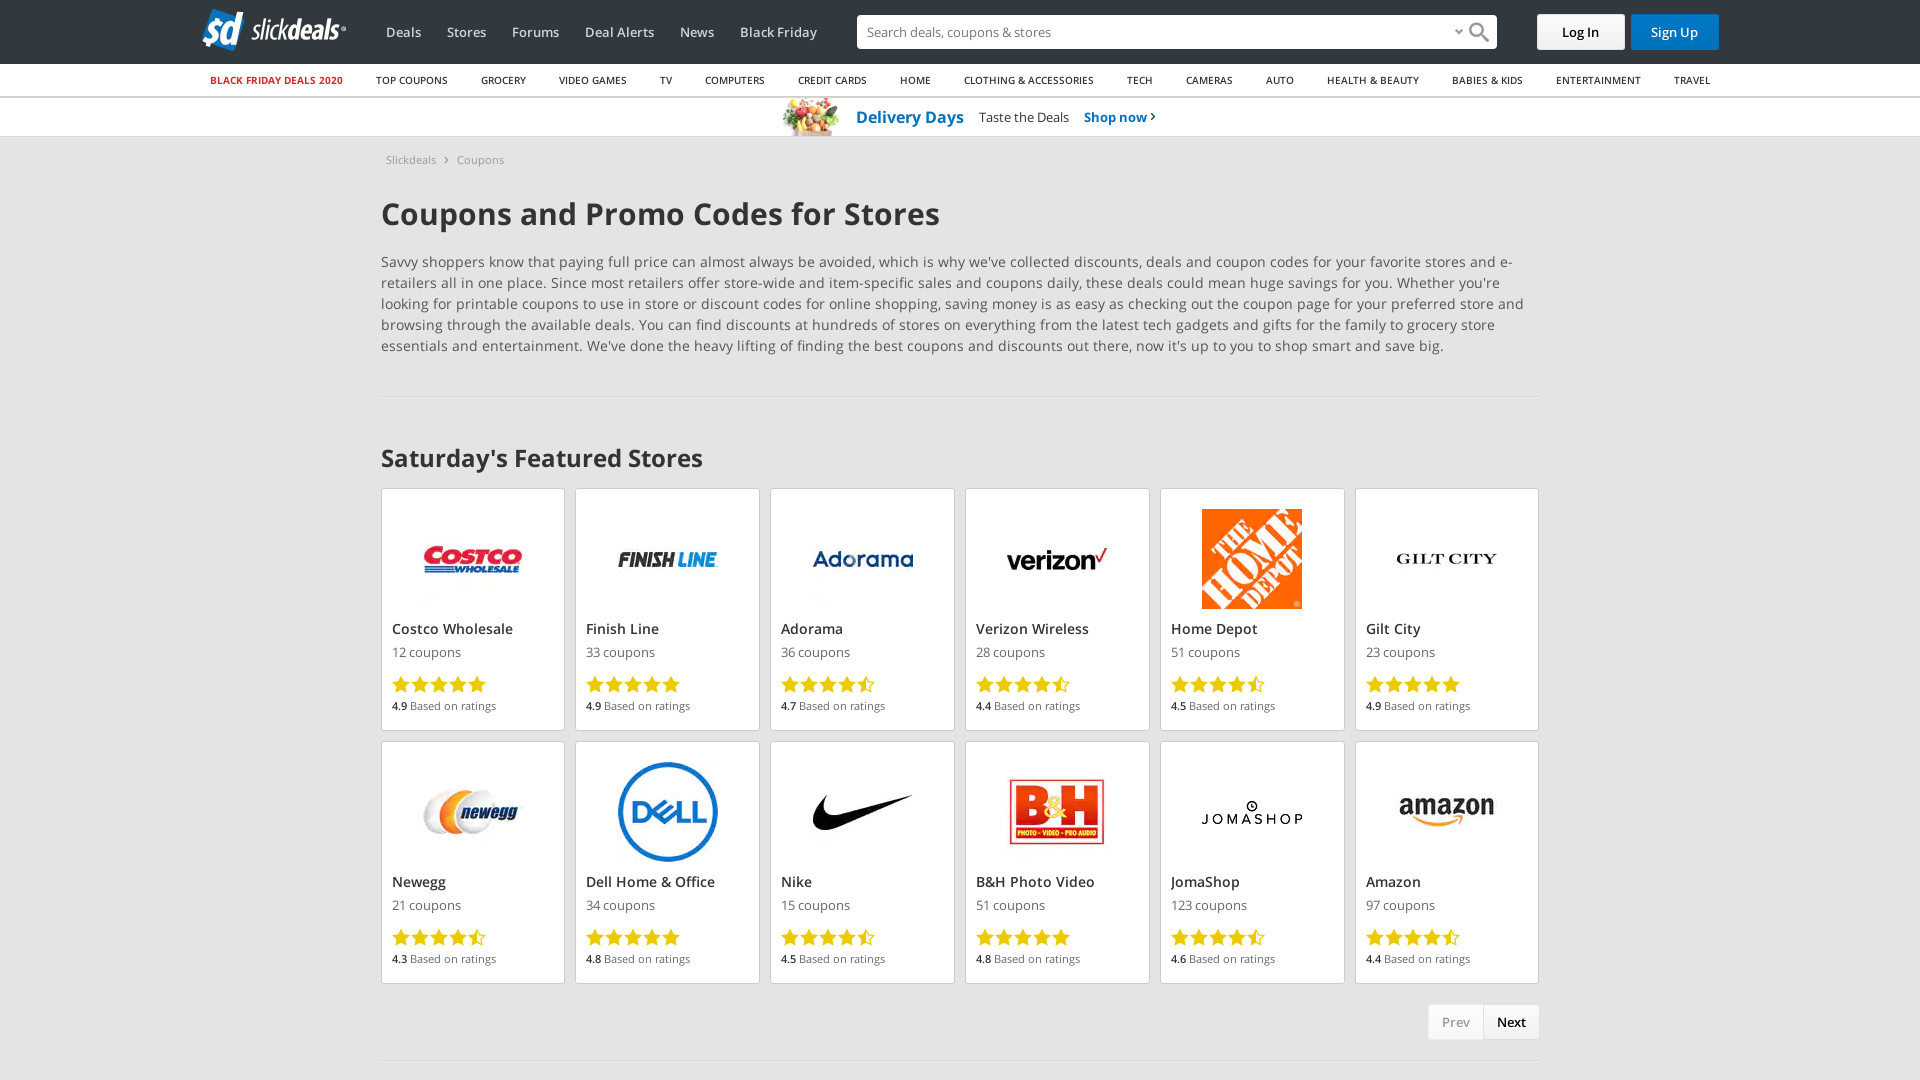 sd slickdeals
Deals Stores Forums Deal Alerts News Black Friday Search deals, coupons & stores Log In Sign Up
BLACK FRIDAY DEALS 2020 TOP COUPONS GROCERY VIDEO GAMES TV COMPUTERS CREDIT CARDS HOME CLOTHING & ACCESSORIES TECH CAMERAS AUTO HEALTH & BEAUTY BABIES & KIDS ENTERTAINMENT TRAVEL
Delivery Days Taste the Deals Shop now
Slickdeals Coupons
Coupons and Promo Codes for Stores
Savvy shoppers know that paying full price can almost always be avoided, which is why we've collected discounts, deals and coupon codes for your favorite stores and e-
retailers all in one place. Since most retailers offer store-wide and item-specific sales and coupons daily, these deals could mean huge savings for you. Whether you're
looking for printable coupons to use in store or discount codes for online shopping, saving money is as easy as checking out the coupon page for your preferred store and
browsing through the available deals. You can find discounts at hundreds of stores on everything from the latest tech gadgets and gifts for the family to grocery store
essentials and entertainment. We've done the heavy lifting of finding the best coupons and discounts out there, now it's up to you to shop smart and save big.
Saturday's Featured Stores
COSTCO WHOLESALE
Costco Wholesale
12 coupons
4.9 Based on ratings
FINISH LINE
Finish Line
33 coupons
4.9 Based on ratings
Adorama
Adorama
36 coupons
4.7 Based on ratings
verizon
Verizon Wireless
28 coupons
4.4 Based on ratings
THE HOME DEPOT
Home Depot
51 coupons
4.5 Based on ratings
GILT CITY
Gilt City
23 coupons
4.9 Based on ratings
newegg
Newegg
21 coupons
4.3 Based on ratings
DELL
Dell Home & Office
34 coupons
4.8 Based on ratings
Nike
15 coupons
4.5 Based on ratings
B&H
PHOTO - VIDEO - PRO AUDIO
B&H Photo Video
51 coupons
4.8 Based on ratings
JOMASHOP
JomaShop
123 coupons
4.6 Based on ratings
amazon
Amazon
97 coupons
4.4 Based on ratings
Prev Next